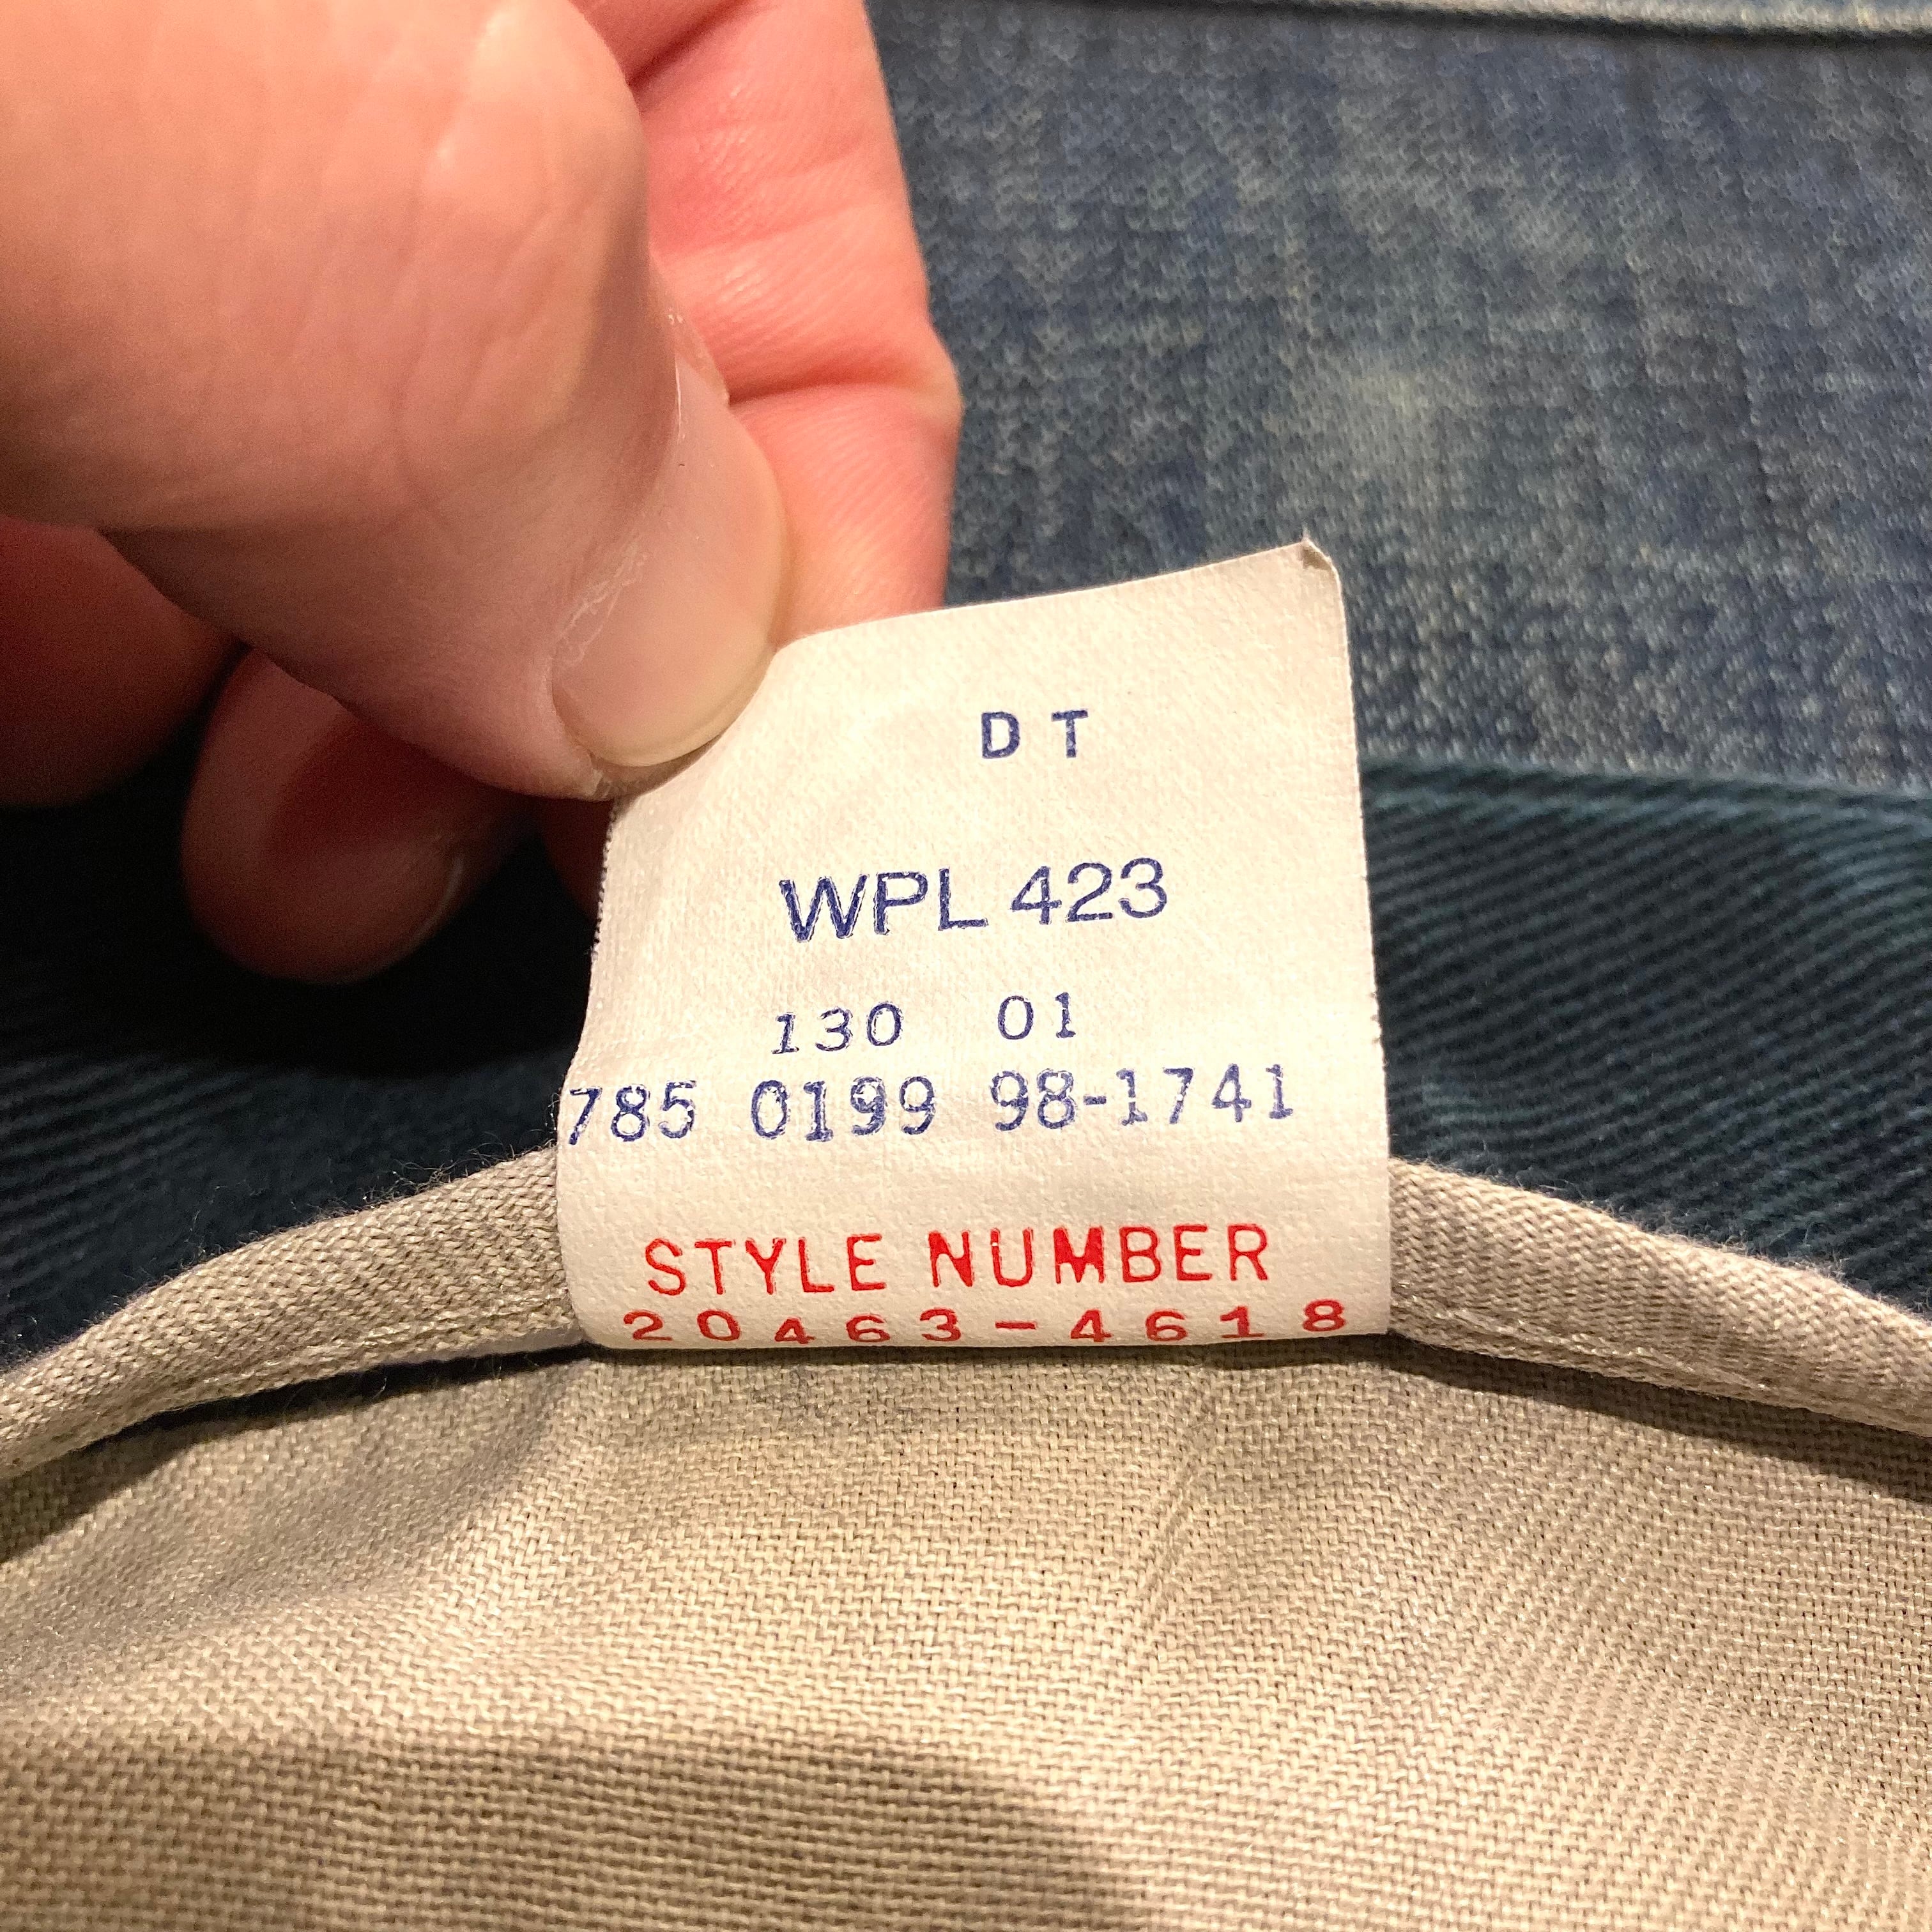 DT
WPL 423
130 01
785 0199 98-1741
STYLE NUMBER
20463-4618